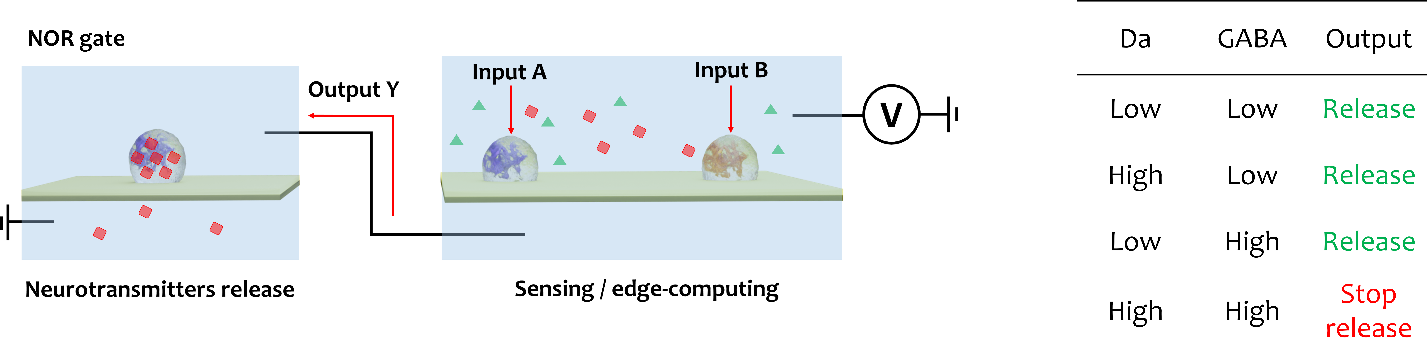 NOR gate
Output Y
Input A
Input B
V
Neurotransmitters release
Sensing / edge-computing
Da GABA Output
Low Low Release
High Low Release
Low High Release
High High Stop
release